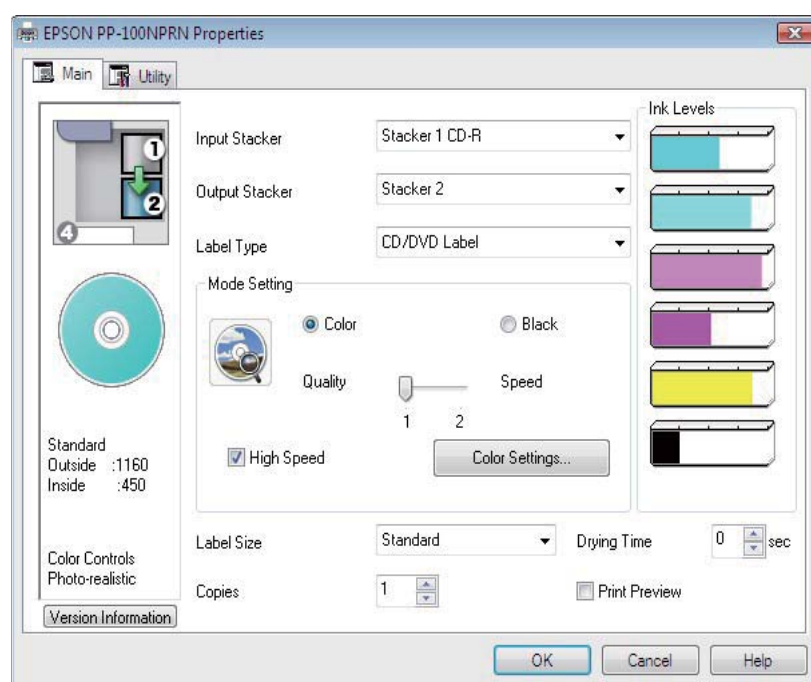 EPSON PP-100NPRN Properties
Main
Utility
1
2
4
Standard
Outside :1160
Inside :450
Color Controls
Photo-realistic
Version Information
Input Stacker
Stacker 1 CD-R
Output Stacker
Stacker 2
Label Type
CD/DVD Label
Mode Setting
Color
Black
Quality
Speed
1 2
High Speed
Color Settings...
Label Size
Standard
Drying Time
0
sec
Copies
1
Print Preview
Ink Levels
OK
Cancel
Help